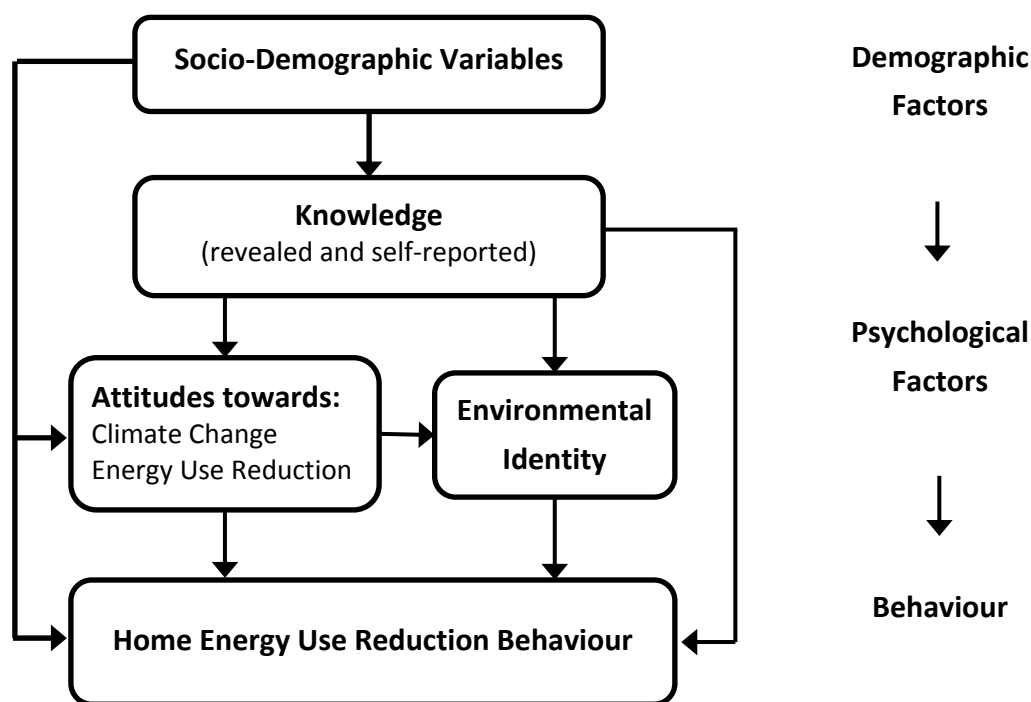 Socio-Demographic Variables
Demographic
Factors
Knowledge
(revealed and self-reported)
Psychological
Factors
Attitudes towards:
Climate Change
Energy Use Reduction
Environmental
Identity
Behaviour
Home Energy Use Reduction Behaviour